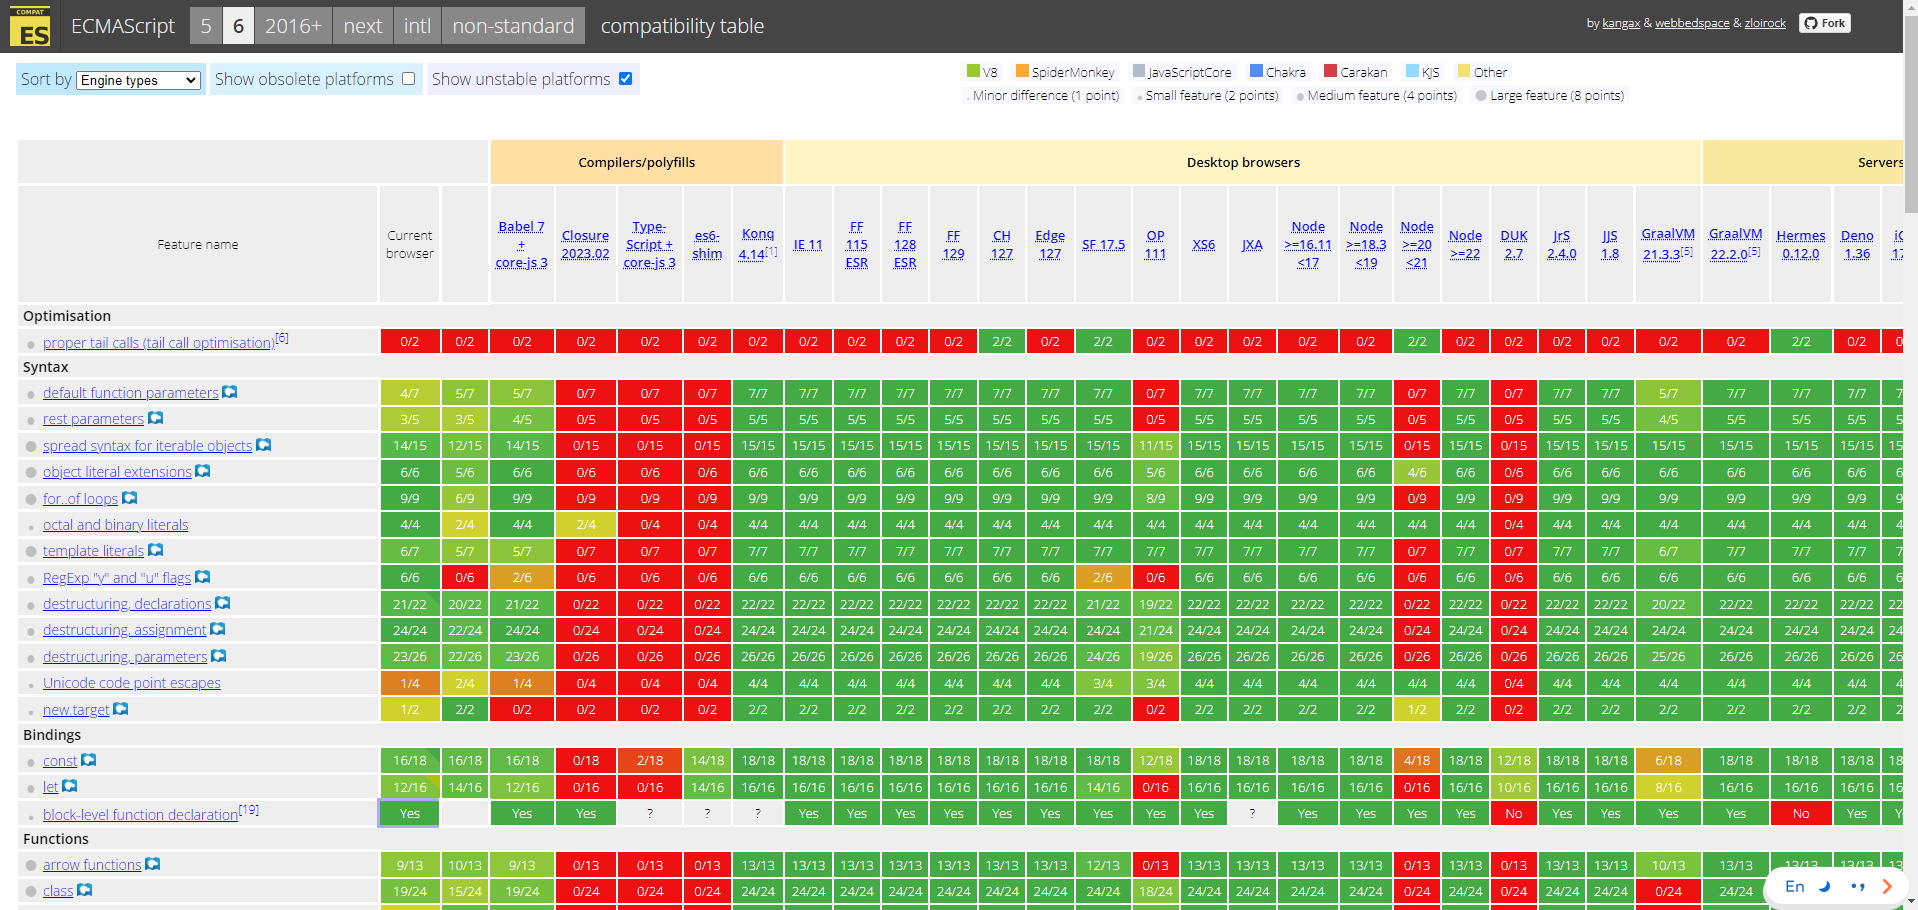 COMPAT
ES
ECMAScript 5 6 2016+ next intl non-standard compatibility table
by kangax & webbedspace & zloirock Fork
Sort by Engine types Show obsolete platforms Show unstable platforms
V8 SpiderMonkey JavaScriptCore Chakra Carakan KJS Other
Minor difference (1 point) Small feature (2 points) Medium feature (4 points) Large feature (8 points)
Compilers/polyfills Desktop browsers Servers
Feature name Current browser Babel 7 + core-js 3 Closure 2023.02 Type-Script + core-js 3 es6-shim Konq 4.14[1] IE 11 FF 115 ESR FF 128 ESR FF 129 CH 127 Edge 127 SF 17.5 OP 111 XS6 JXA Node >=16.11 <17 Node >=18.3 <19 Node >=20 <21 Node >=22 DUK 2.7 JrS 2.4.0 JJS 1.8 GraalVM 21.3.3[5] GraalVM 22.2.0[5] Hermes 0.12.0 Deno 1.36
Optimisation
proper tail calls (tail call optimisation)[6] 0/2 0/2 0/2 0/2 0/2 0/2 0/2 0/2 0/2 0/2 0/2 2/2 0/2 2/2 0/2 0/2 0/2 0/2 0/2 2/2 0/2 0/2 0/2 0/2 0/2 0/2 2/2 0/2
Syntax
default function parameters 4/7 5/7 5/7 0/7 0/7 0/7 7/7 7/7 7/7 7/7 7/7 7/7 7/7 7/7 0/7 7/7 7/7 7/7 7/7 0/7 7/7 0/7 7/7 7/7 5/7 7/7 7/7 7/7
rest parameters 3/5 3/5 4/5 0/5 0/5 0/5 5/5 5/5 5/5 5/5 5/5 5/5 5/5 5/5 0/5 5/5 5/5 5/5 5/5 0/5 5/5 0/5 5/5 5/5 4/5 5/5 5/5 5/5
spread syntax for iterable objects 14/15 12/15 14/15 0/15 0/15 0/15 15/15 15/15 15/15 15/15 15/15 15/15 15/15 15/15 11/15 15/15 15/15 15/15 15/15 0/15 15/15 0/15 15/15 15/15 15/15 15/15 15/15 15/15
object literal extensions 6/6 5/6 6/6 0/6 0/6 0/6 6/6 6/6 6/6 6/6 6/6 6/6 6/6 6/6 5/6 6/6 6/6 6/6 6/6 4/6 6/6 0/6 6/6 6/6 6/6 6/6 6/6 6/6
for..of loops 9/9 6/9 9/9 0/9 0/9 0/9 9/9 9/9 9/9 9/9 9/9 9/9 9/9 9/9 8/9 9/9 9/9 9/9 9/9 0/9 9/9 0/9 9/9 9/9 9/9 9/9 9/9 9/9
octal and binary literals 4/4 2/4 4/4 2/4 0/4 0/4 4/4 4/4 4/4 4/4 4/4 4/4 4/4 4/4 4/4 4/4 4/4 4/4 4/4 4/4 4/4 0/4 4/4 4/4 4/4 4/4 4/4 4/4
template literals 6/7 5/7 5/7 0/7 0/7 0/7 7/7 7/7 7/7 7/7 7/7 7/7 7/7 7/7 7/7 7/7 7/7 7/7 7/7 0/7 7/7 0/7 7/7 7/7 6/7 7/7 7/7 7/7
RegExp "y" and "u" flags 6/6 0/6 2/6 0/6 0/6 0/6 6/6 6/6 6/6 6/6 6/6 6/6 6/6 2/6 0/6 6/6 6/6 6/6 6/6 0/6 6/6 0/6 6/6 6/6 6/6 6/6 6/6 6/6
destructuring, declarations 21/22 20/22 21/22 0/22 0/22 0/22 22/22 22/22 22/22 22/22 22/22 22/22 22/22 21/22 19/22 22/22 22/22 22/22 22/22 0/22 22/22 0/22 22/22 22/22 20/22 22/22 22/22 22/22
destructuring, assignment 24/24 22/24 24/24 0/24 0/24 0/24 24/24 24/24 24/24 24/24 24/24 24/24 24/24 24/24 21/24 24/24 24/24 24/24 24/24 0/24 24/24 0/24 24/24 24/24 24/24 24/24 24/24 24/24
destructuring, parameters 23/26 22/26 23/26 0/26 0/26 0/26 26/26 26/26 26/26 26/26 26/26 26/26 26/26 24/26 19/26 26/26 26/26 26/26 26/26 0/26 26/26 0/26 26/26 26/26 25/26 26/26 26/26 26/26
Unicode code point escapes 1/4 2/4 1/4 0/4 0/4 0/4 4/4 4/4 4/4 4/4 4/4 4/4 4/4 3/4 3/4 4/4 4/4 4/4 4/4 4/4 4/4 0/4 4/4 4/4 4/4 4/4 4/4 4/4
new.target 1/2 2/2 0/2 0/2 0/2 0/2 2/2 2/2 2/2 2/2 2/2 2/2 2/2 2/2 0/2 2/2 2/2 2/2 2/2 1/2 2/2 0/2 2/2 2/2 2/2 2/2 2/2 2/2
Bindings
const 16/18 16/18 16/18 0/18 2/18 14/18 18/18 18/18 18/18 18/18 18/18 18/18 18/18 18/18 12/18 18/18 18/18 18/18 18/18 4/18 18/18 12/18 18/18 18/18 6/18 18/18 18/18 18/18
let 12/16 14/16 12/16 0/16 0/16 14/16 16/16 16/16 16/16 16/16 16/16 16/16 16/16 14/16 0/16 16/16 16/16 16/16 16/16 0/16 16/16 10/16 16/16 16/16 8/16 16/16 16/16 16/16
block-level function declaration[19] Yes Yes Yes ? ? ? Yes Yes Yes Yes Yes Yes Yes Yes Yes ? Yes Yes Yes Yes No Yes Yes Yes Yes No Yes
Functions
arrow functions 9/13 10/13 9/13 0/13 0/13 0/13 13/13 13/13 13/13 13/13 13/13 13/13 13/13 12/13 0/13 13/13 13/13 13/13 13/13 0/13 13/13 0/13 13/13 13/13 10/13 13/13 13/13 13/13
class 19/24 15/24 19/24 0/24 0/24 0/24 24/24 24/24 24/24 24/24 24/24 24/24 24/24 24/24 18/24 24/24 24/24 24/24 24/24 0/24 24/24 0/24 24/24 24/24 0/24 24/24
En